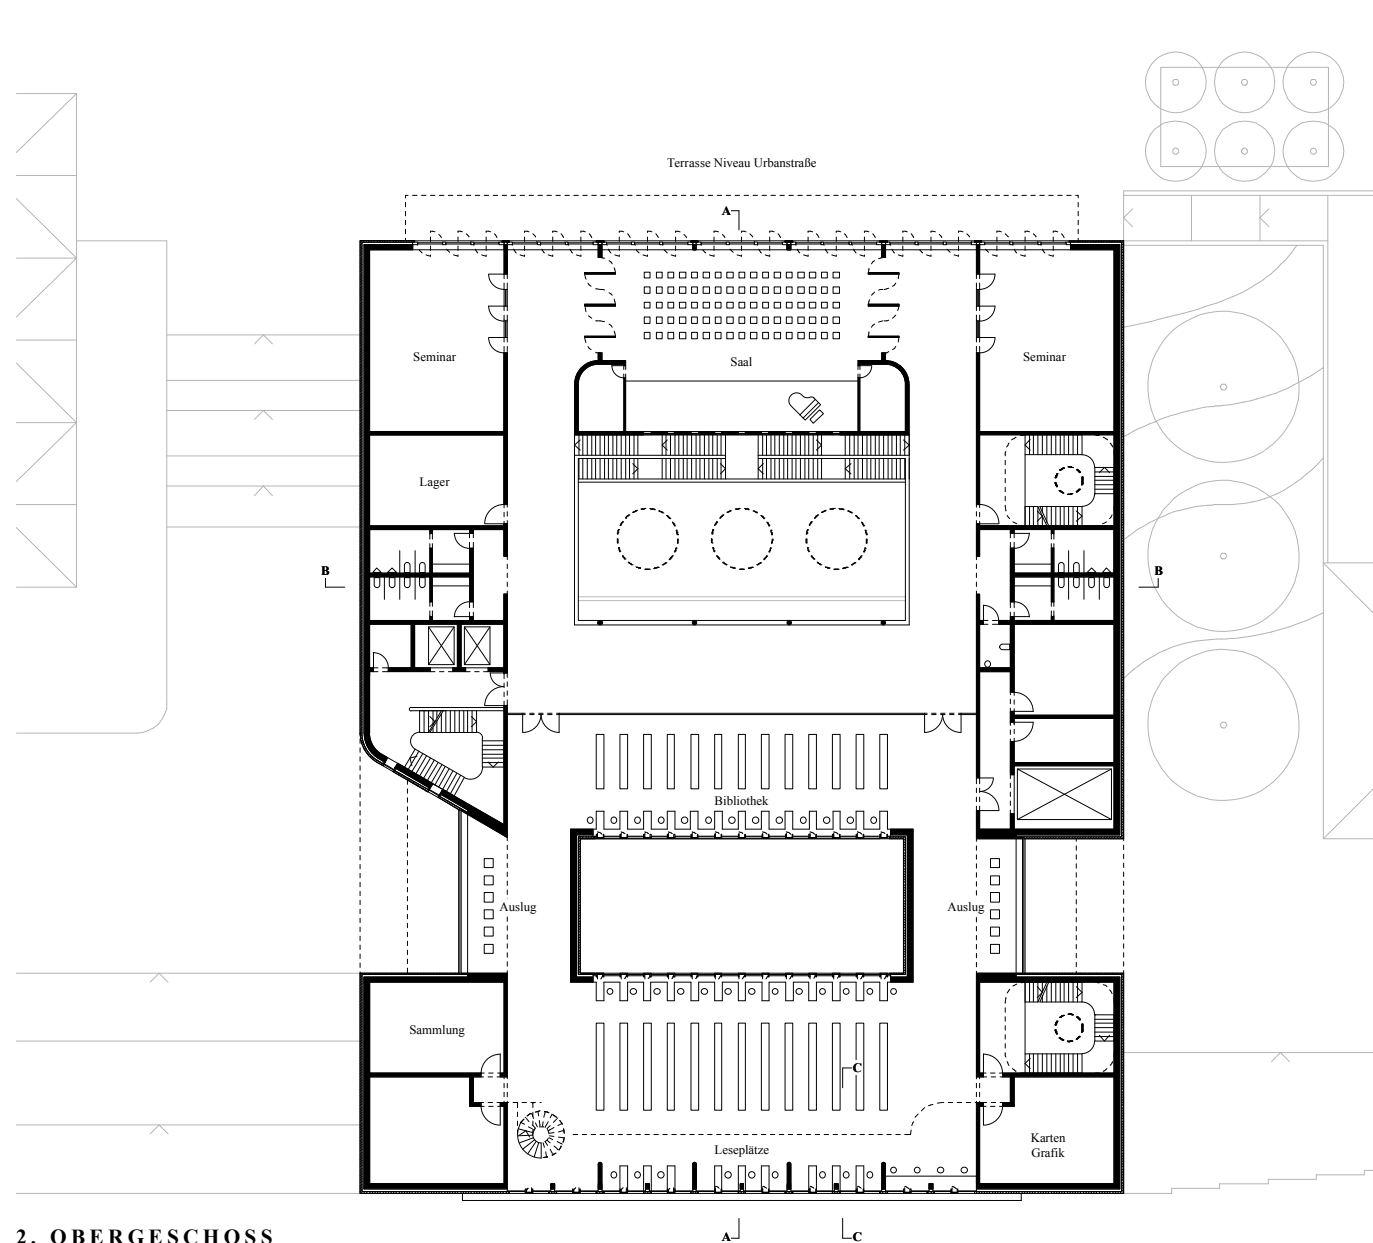 Terrasse Niveau Urbanstraße
A
Seminar
Saal
Seminar
Lager
B
B
Bibliothek
Auslug
Auslug
Sammlung
C
Leseplätze
Karten
Grafik
2. OBERGESCHOSS
A
C